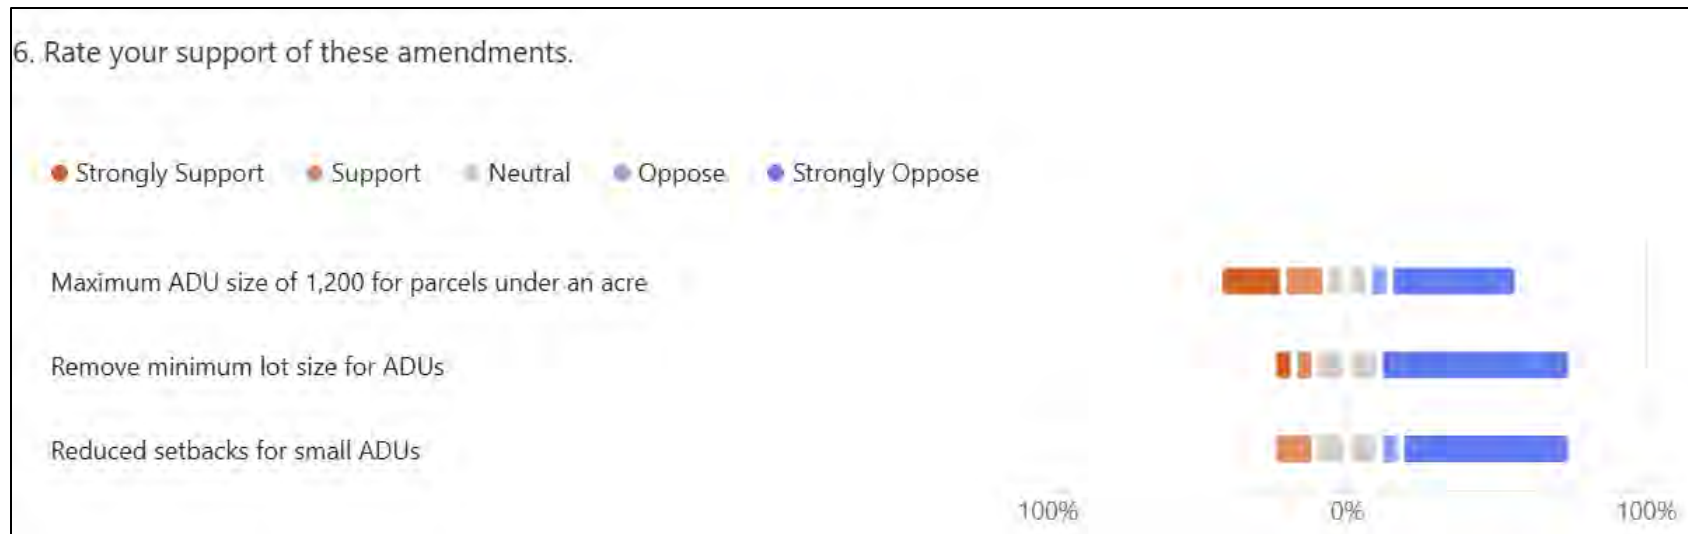 6. Rate your support of these amendments.
Strongly Support Support Neutral Oppose Strongly Oppose
Maximum ADU size of 1,200 for parcels under an acre
Remove minimum lot size for ADUs
Reduced setbacks for small ADUs
100% 0% 100%